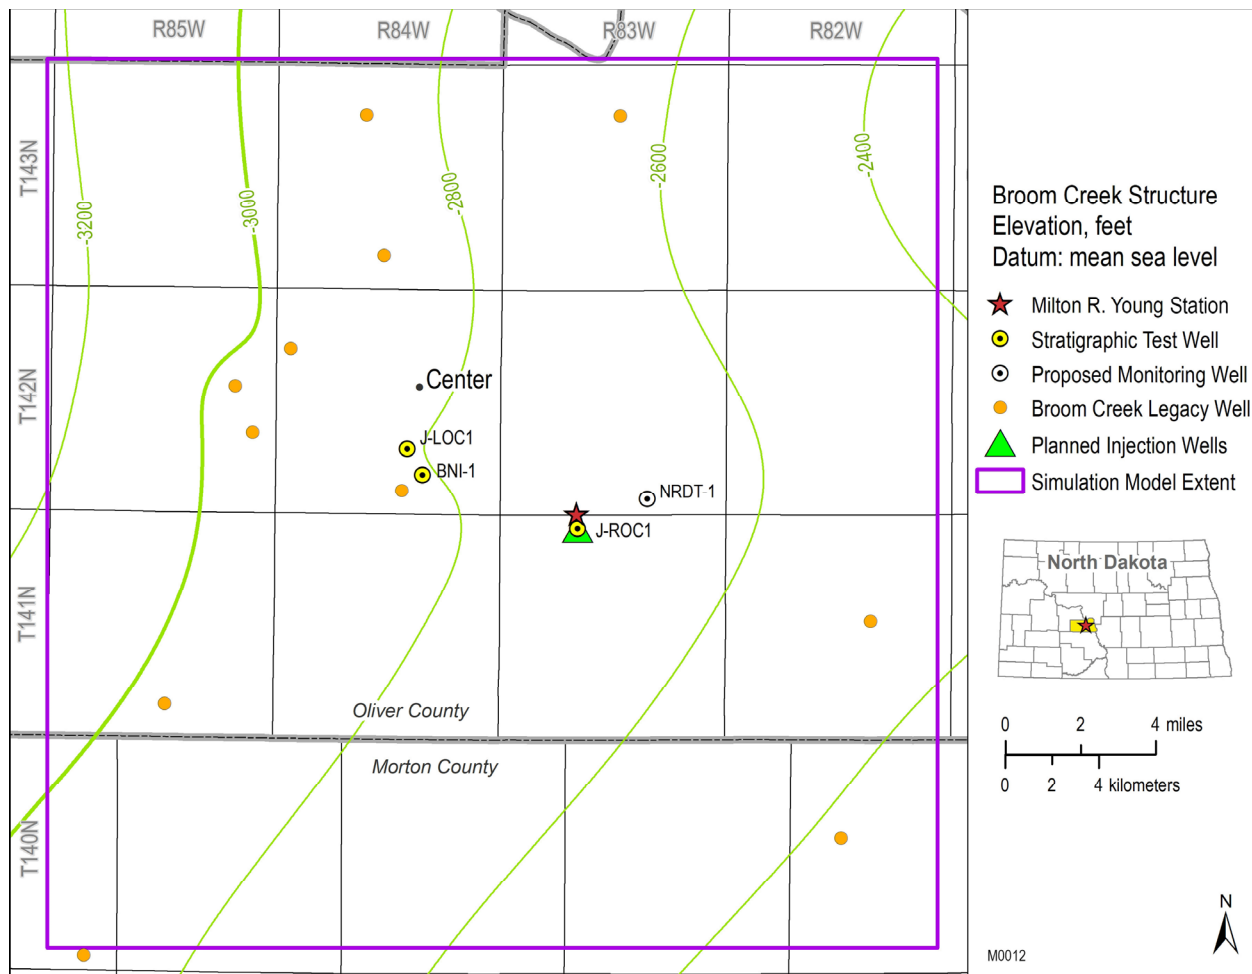 R85W
R84W
R83W
R82W
T143N
T142N
T141N
T140N
-3200
-3000
-2800
-2600
-2400
Center
J-LOC1
BNI-1
NRDT-1
J-ROC1
Oliver County
Morton County
Broom Creek Structure
Elevation, feet
Datum: mean sea level
Milton R. Young Station
Stratigraphic Test Well
Proposed Monitoring Well
Broom Creek Legacy Well
Planned Injection Wells
Simulation Model Extent
North Dakota
0 2 4 miles
0 2 4 kilometers
N
M0012